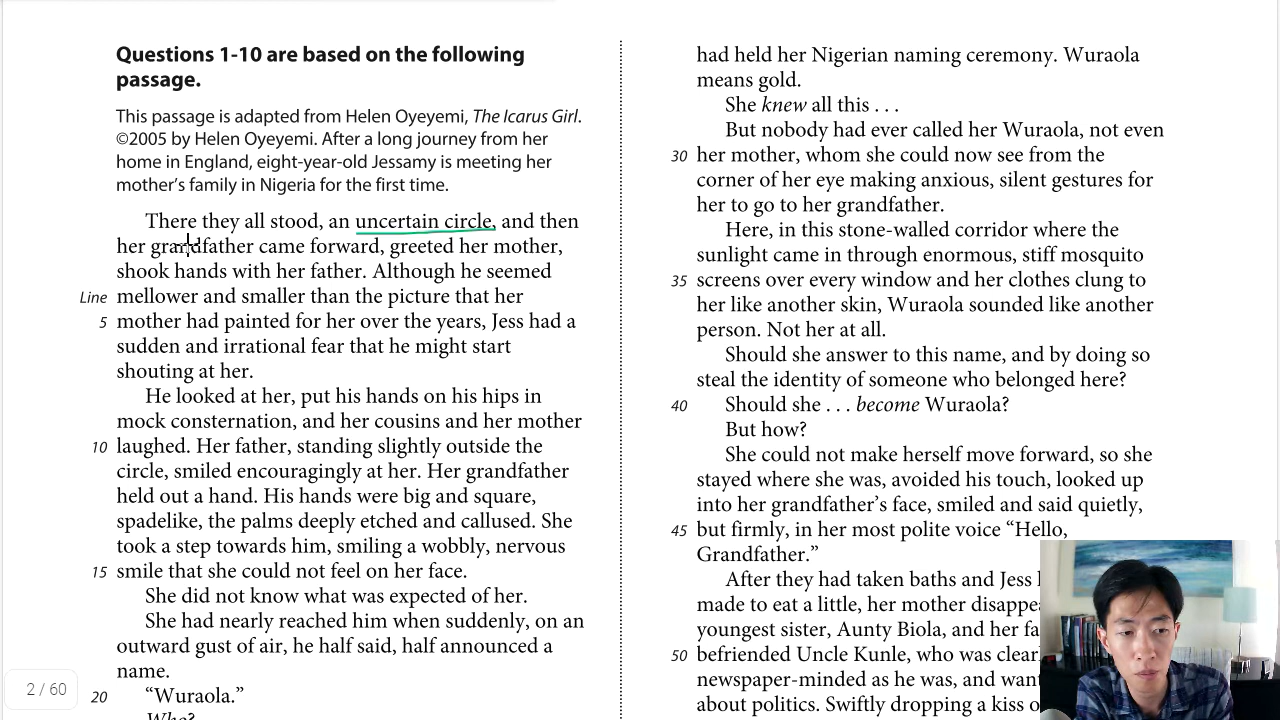 Questions 1-10 are based on the following
passage.
This passage is adapted from Helen Oyeyemi, The Icarus Girl.
©2005 by Helen Oyeyemi. After a long journey from her
home in England, eight-year-old Jessamy is meeting her
mother’s family in Nigeria for the first time.
There they all stood, an uncertain circle, and then
her grandfather came forward, greeted her mother,
shook hands with her father. Although he seemed
Line mellower and smaller than the picture that her
5 mother had painted for her over the years, Jess had a
sudden and irrational fear that he might start
shouting at her.
He looked at her, put his hands on his hips in
mock consternation, and her cousins and her mother
10 laughed. Her father, standing slightly outside the
circle, smiled encouragingly at her. Her grandfather
held out a hand. His hands were big and square,
spadelike, the palms deeply etched and callused. She
took a step towards him, smiling a wobbly, nervous
15 smile that she could not feel on her face.
She did not know what was expected of her.
She had nearly reached him when suddenly, on an
outward gust of air, he half said, half announced a
name.
20 “Wuraola.”
Who?
2 / 60
had held her Nigerian naming ceremony. Wuraola
means gold.
She knew all this . . .
But nobody had ever called her Wuraola, not even
30 her mother, whom she could now see from the
corner of her eye making anxious, silent gestures for
her to go to her grandfather.
Here, in this stone-walled corridor where the
sunlight came in through enormous, stiff mosquito
35 screens over every window and her clothes clung to
her like another skin, Wuraola sounded like another
person. Not her at all.
Should she answer to this name, and by doing so
steal the identity of someone who belonged here?
40 Should she . . . become Wuraola?
But how?
She could not make herself move forward, so she
stayed where she was, avoided his touch, looked up
into her grandfather’s face, smiled and said quietly,
45 but firmly, in her most polite voice “Hello,
Grandfather.”
After they had taken baths and Jess
made to eat a little, her mother
youngest sister, Aunty Biola, and her
50 befriended Uncle Kunle, who was
newspaper-minded as he was, and
about politics. Swiftly dropping a kiss